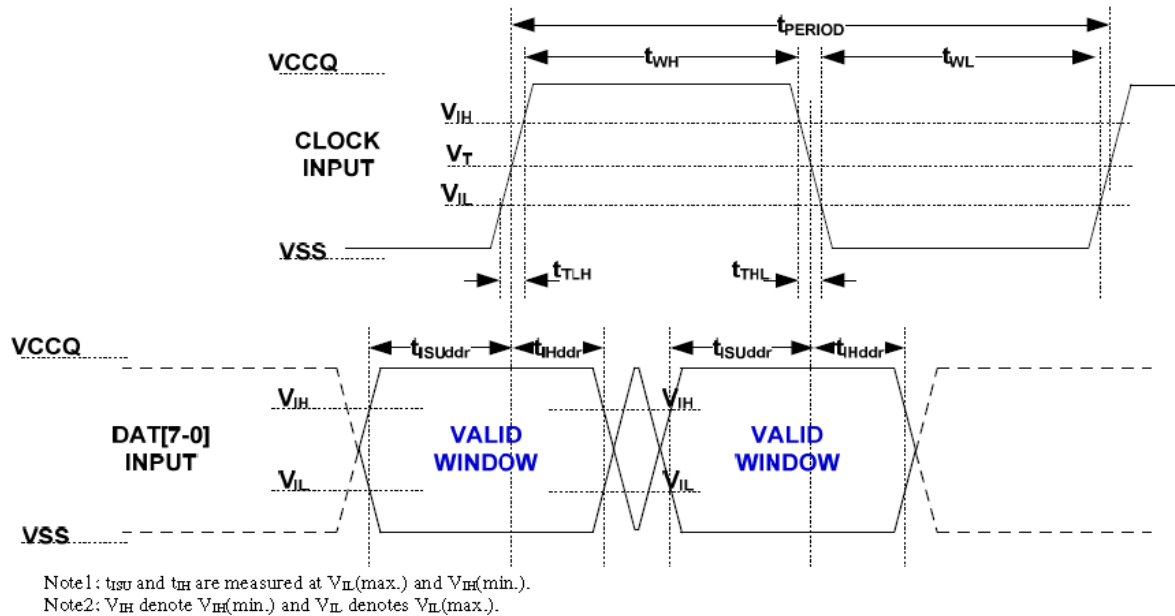 tPERIOD
VCCQ
tWH
tWL
VIH
CLOCK
INPUT
VT
VIL
VSS
tTLH
tTHL
VCCQ
tISUddr
tIHddr
tISUddr
tIHddr
VIH
VIH
DAT[7-0]
INPUT
VALID
WINDOW
VALID
WINDOW
VIL
VIL
VSS
Note1: tISU and tIH are measured at VIL(max.) and VIH(min.).
Note2: VIH denote VIH(min.) and VIL denotes VIL(max.).